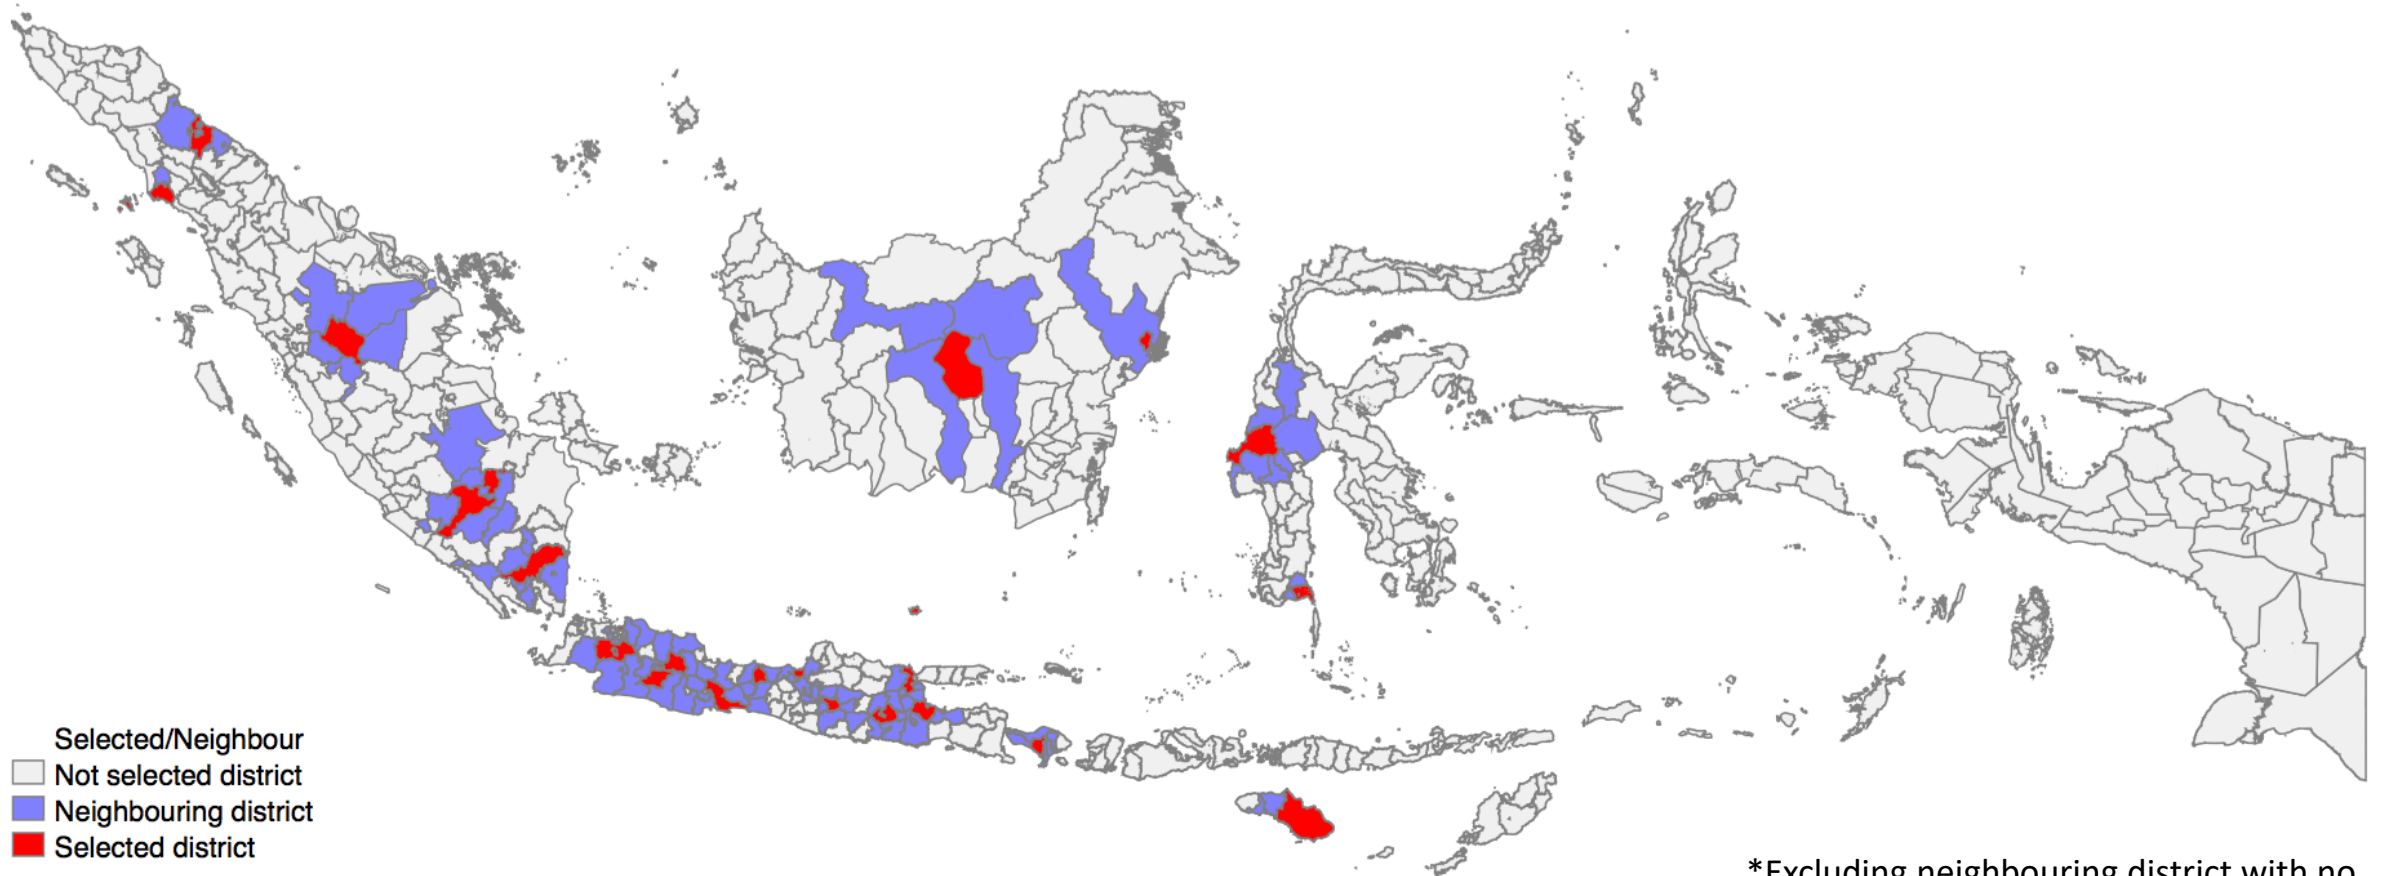 Selected/Neighbour
Not selected district
Neighbouring district
Selected district
*Excluding neighbouring district with no